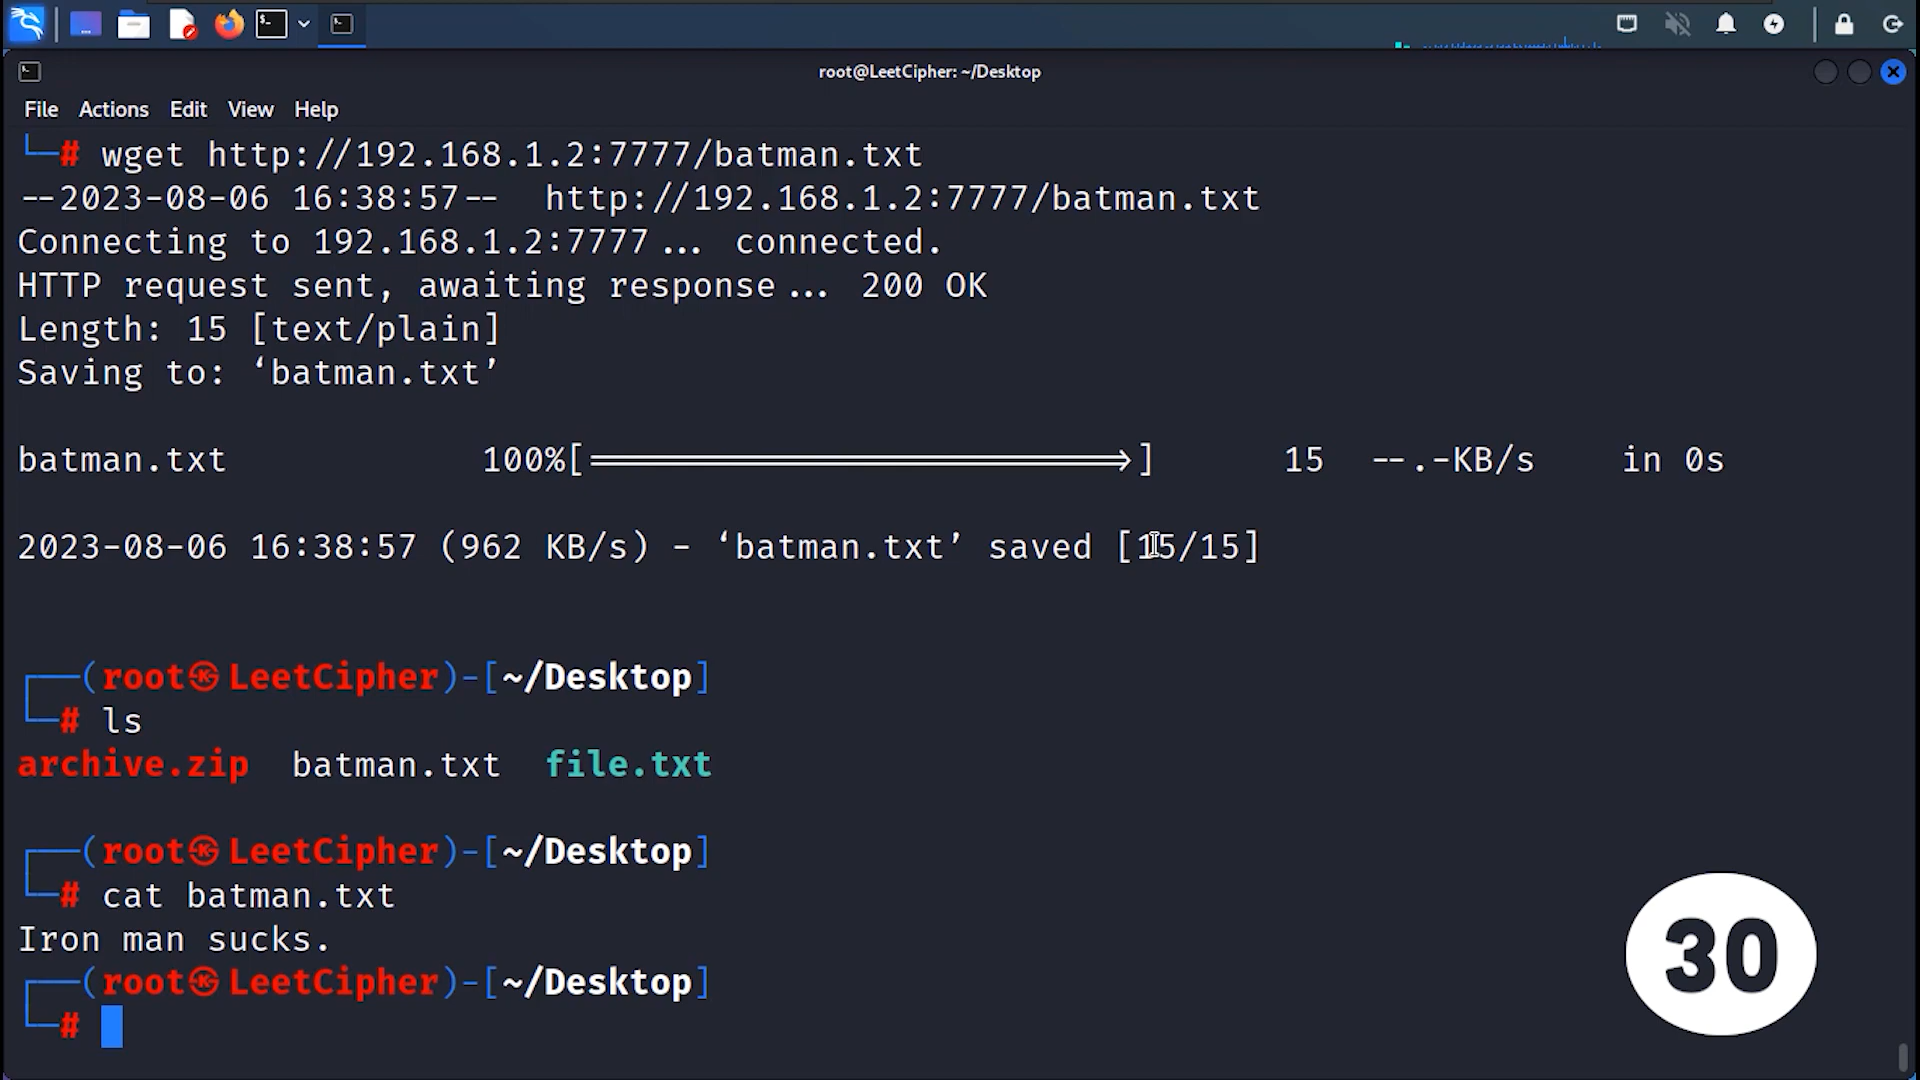 root@LeetCipher: ~/Desktop
File Actions Edit View Help
└─# wget http://192.168.1.2:7777/batman.txt
--2023-08-06 16:38:57--  http://192.168.1.2:7777/batman.txt
Connecting to 192.168.1.2:7777... connected.
HTTP request sent, awaiting response... 200 OK
Length: 15 [text/plain]
Saving to: ‘batman.txt’
batman.txt 100%[===================>] 15 --.-KB/s in 0s
2023-08-06 16:38:57 (962 KB/s) - ‘batman.txt’ saved [15/15]
┌──(root㉿LeetCipher)-[~/Desktop]
└─# ls
archive.zip batman.txt file.txt
┌──(root㉿LeetCipher)-[~/Desktop]
└─# cat batman.txt
Iron man sucks.
┌──(root㉿LeetCipher)-[~/Desktop]
└─#
30